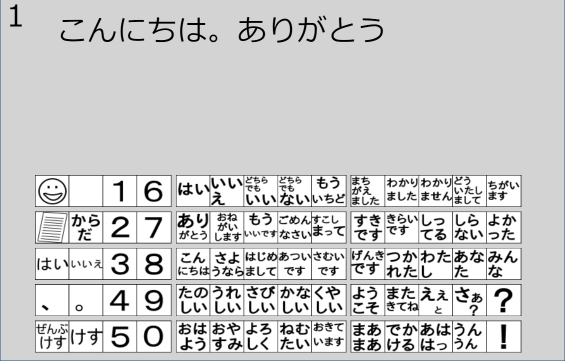 1
こんにちは。ありがとう
1 6 はい いいえ どちらでもいい どちらでもない もういちど まちがえました わかりました わかりません どういたしまして ちがいます
からだ 2 7 ありがとう おねがいします もういいです ごめんなさい すこしまって すきです きらいです しってる しらない よかった
はい いいえ 3 8 こんにちは さようなら はじめまして あついです さむいです げんきです つかれた わたし あなた みんな
、 。 4 9 たのしい うれしい さびしい かなしい くやしい ようこそ またきてね ええと さあ? ?
ぜんぶけす けす 5 0 おはよう おやすみ よろしく ねむたい おきています まあまあ でかける あははっ うんうん !